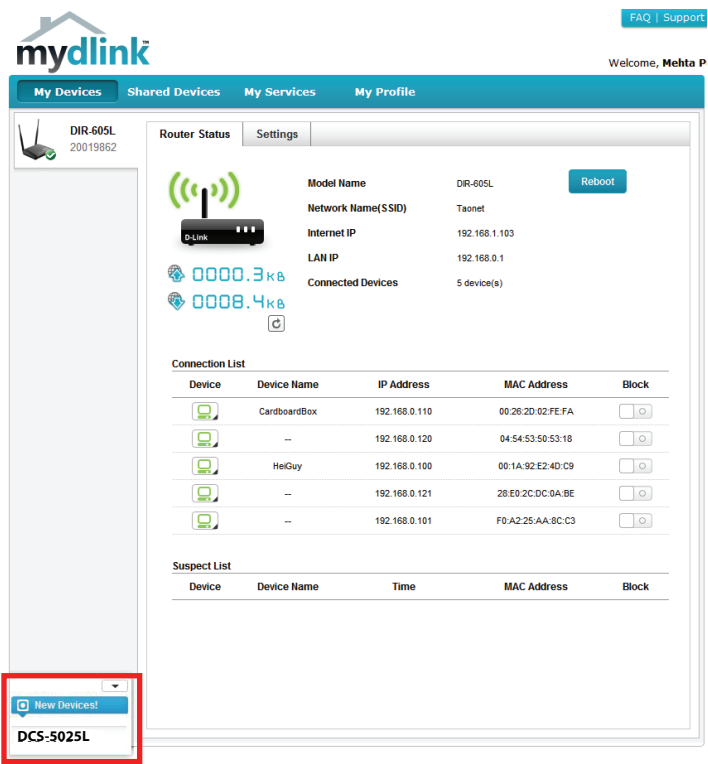 FAQ | Support
mydlink™
Welcome, Mehta P
My Devices Shared Devices My Services My Profile
DIR-605L
20019862
Router Status Settings
D-Link
Model Name DIR-605L Reboot
Network Name(SSID) Taonet
Internet IP 192.168.1.103
LAN IP 192.168.0.1
Connected Devices 5 device(s)
0000.3 KB
0008.4 KB
Connection List
Device Device Name IP Address MAC Address Block
CardboardBox 192.168.0.110 00:26:2D:02:FE:FA
-- 192.168.0.120 04:54:53:50:53:18
HeiGuy 192.168.0.100 00:1A:92:E2:4D:C9
-- 192.168.0.121 28:E0:2C:DC:0A:BE
-- 192.168.0.101 F0:A2:25:AA:8C:C3
Suspect List
Device Device Name Time MAC Address Block
New Devices!
DCS-5025L